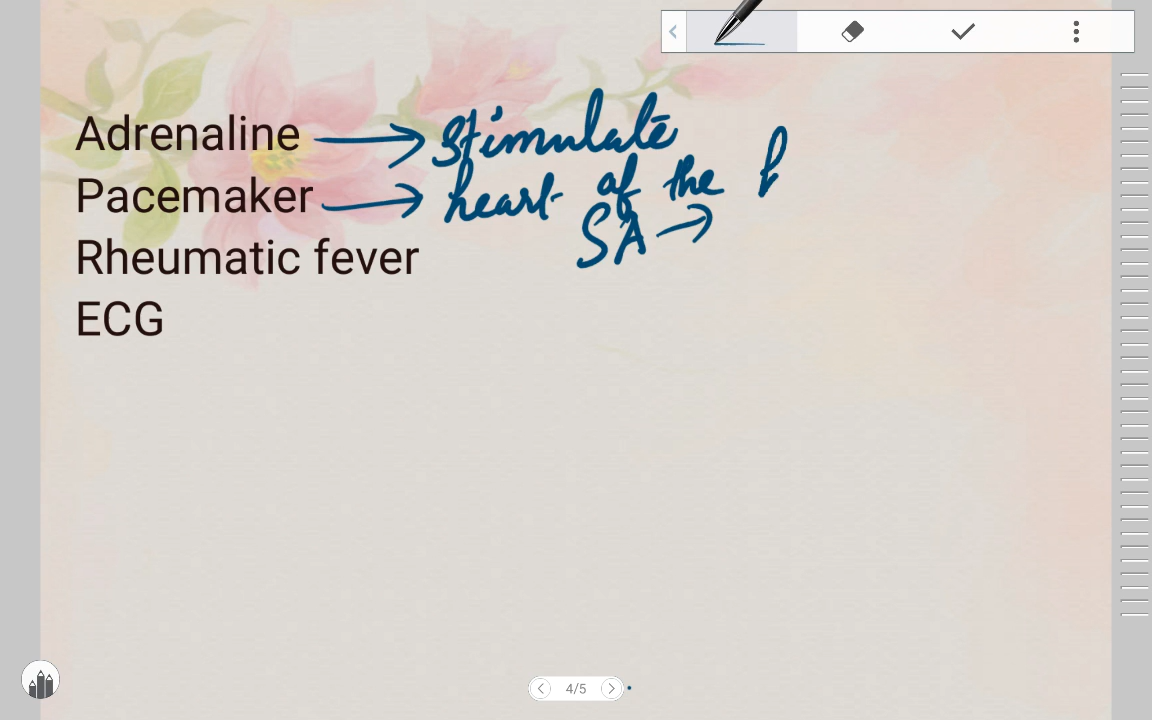 Adrenaline → Stimulate
Pacemaker → heart of the h
SA →
Rheumatic fever
ECG
4/5